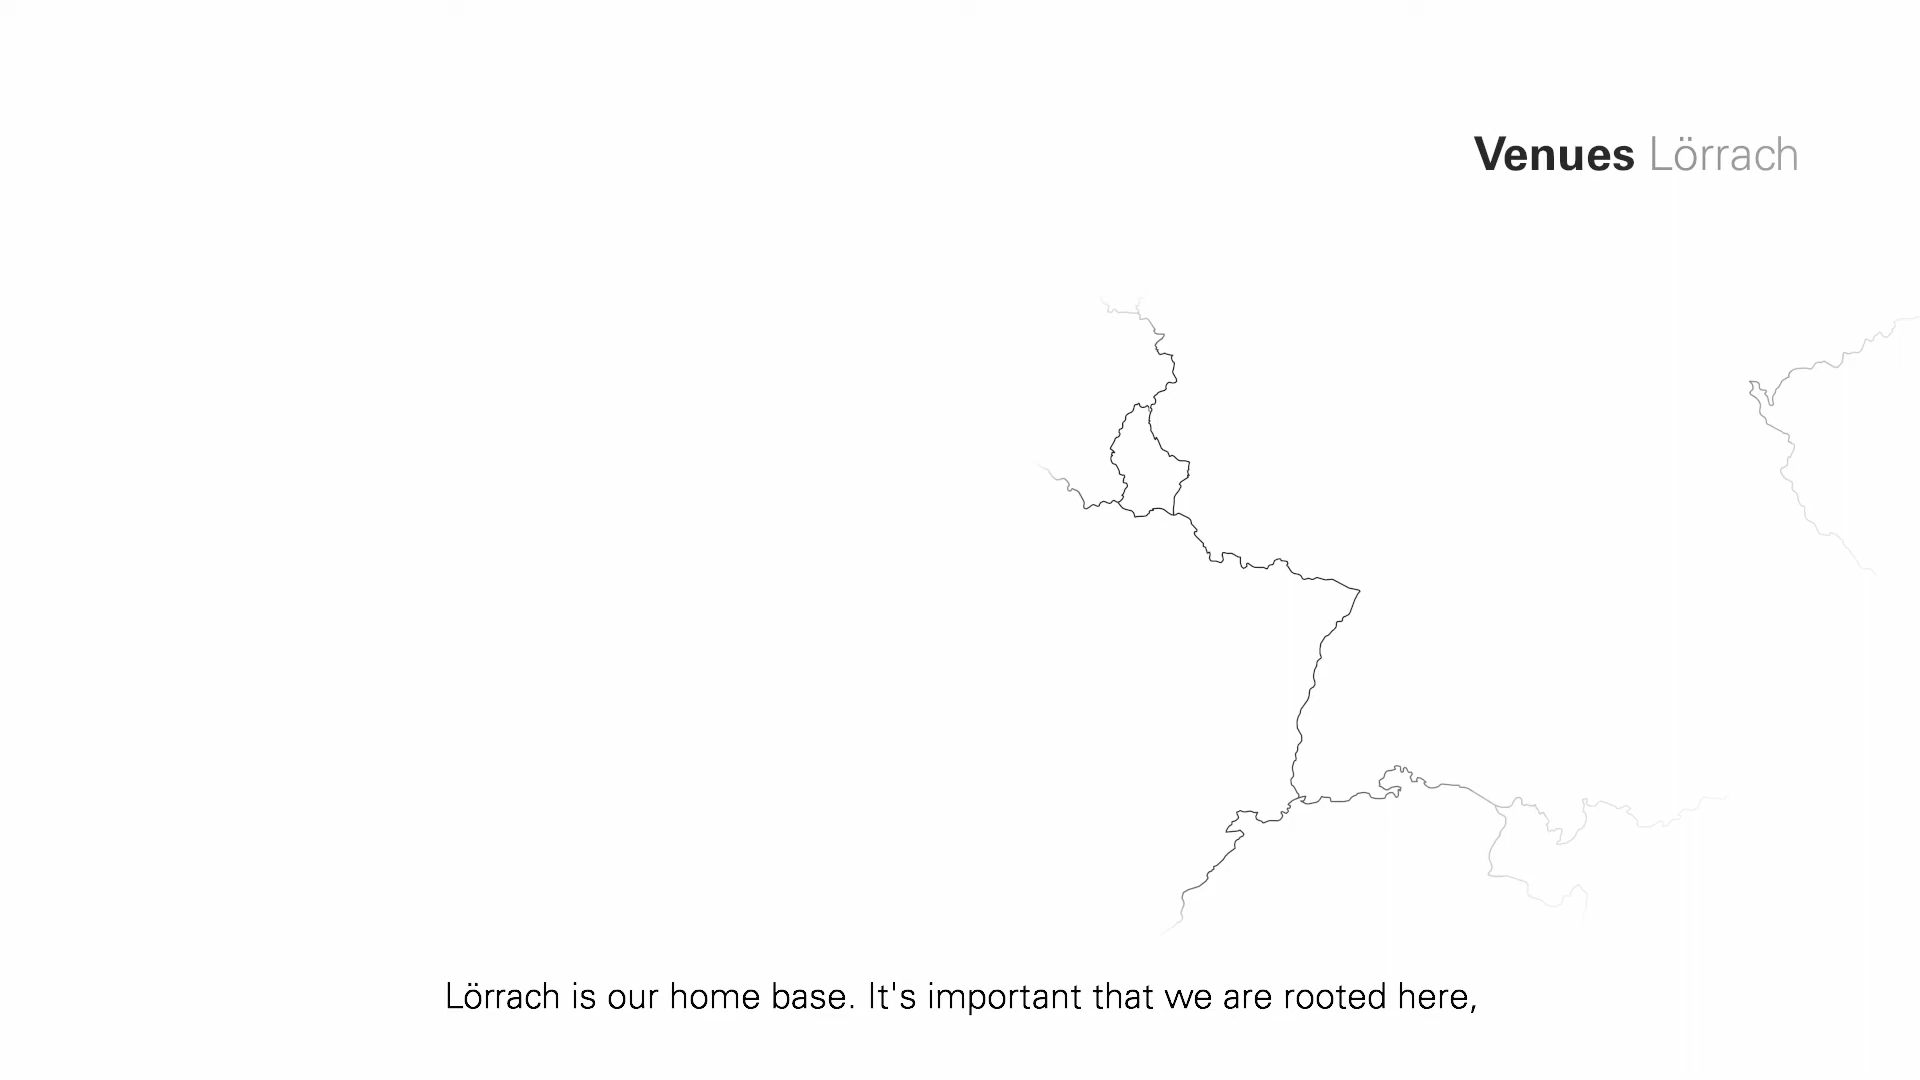 Venues Lörrach
Lörrach is our home base. It's important that we are rooted here,